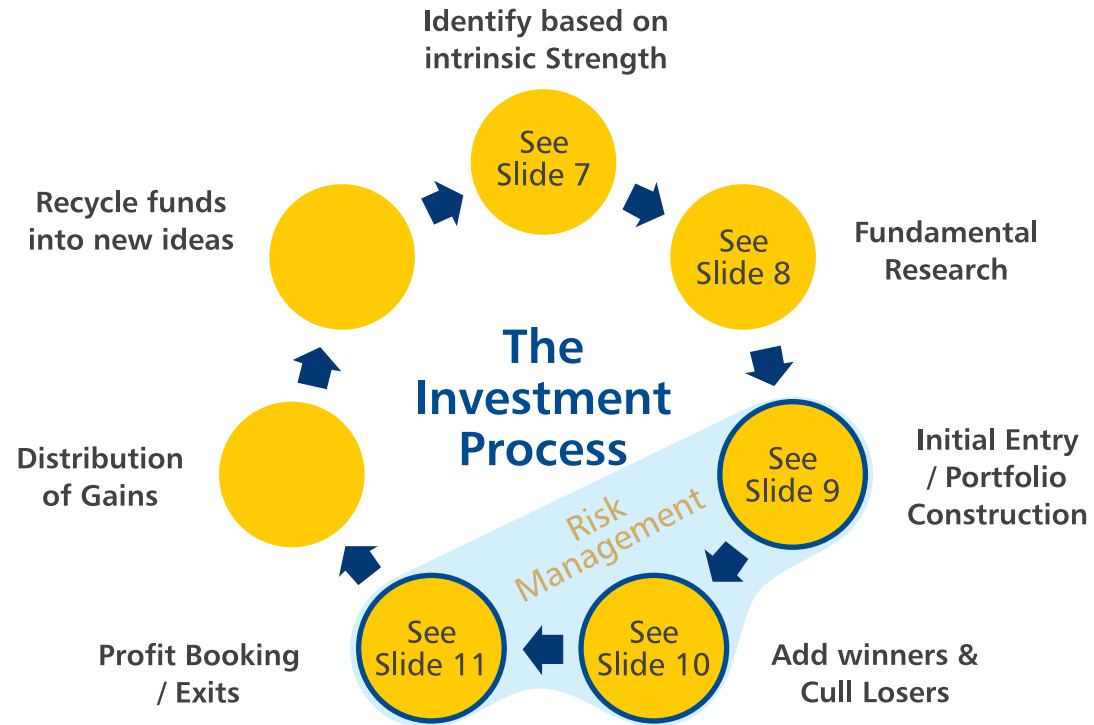 Identify based on
intrinsic Strength
See
Slide 7
Recycle funds
into new ideas
See
Slide 8
Fundamental
Research
The
Investment
Process
Distribution
of Gains
See
Slide 9
Initial Entry
/ Portfolio
Construction
Risk
Management
See
Slide 11
See
Slide 10
Profit Booking
/ Exits
Add winners &
Cull Losers